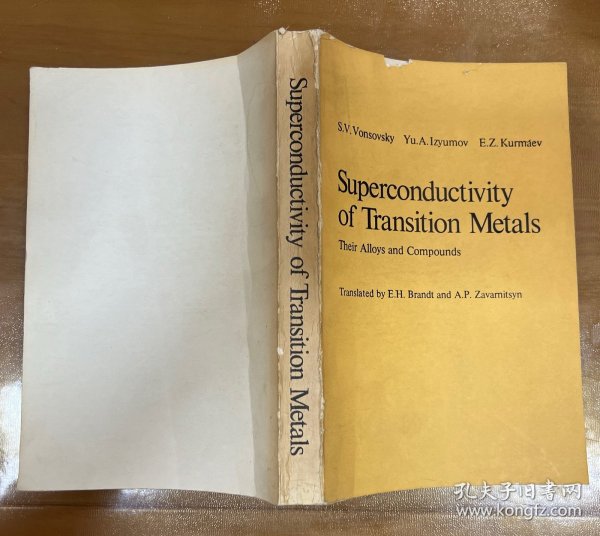 Superconductivity of Transition Metals
S.V. Vonsovsky Yu.A. Izyumov E.Z. Kurmáev
Superconductivity
of Transition Metals
Their Alloys and Compounds
Translated by E.H. Brandt and A.P. Zavarnitsyn
孔夫子旧书网
www.kongfz.com